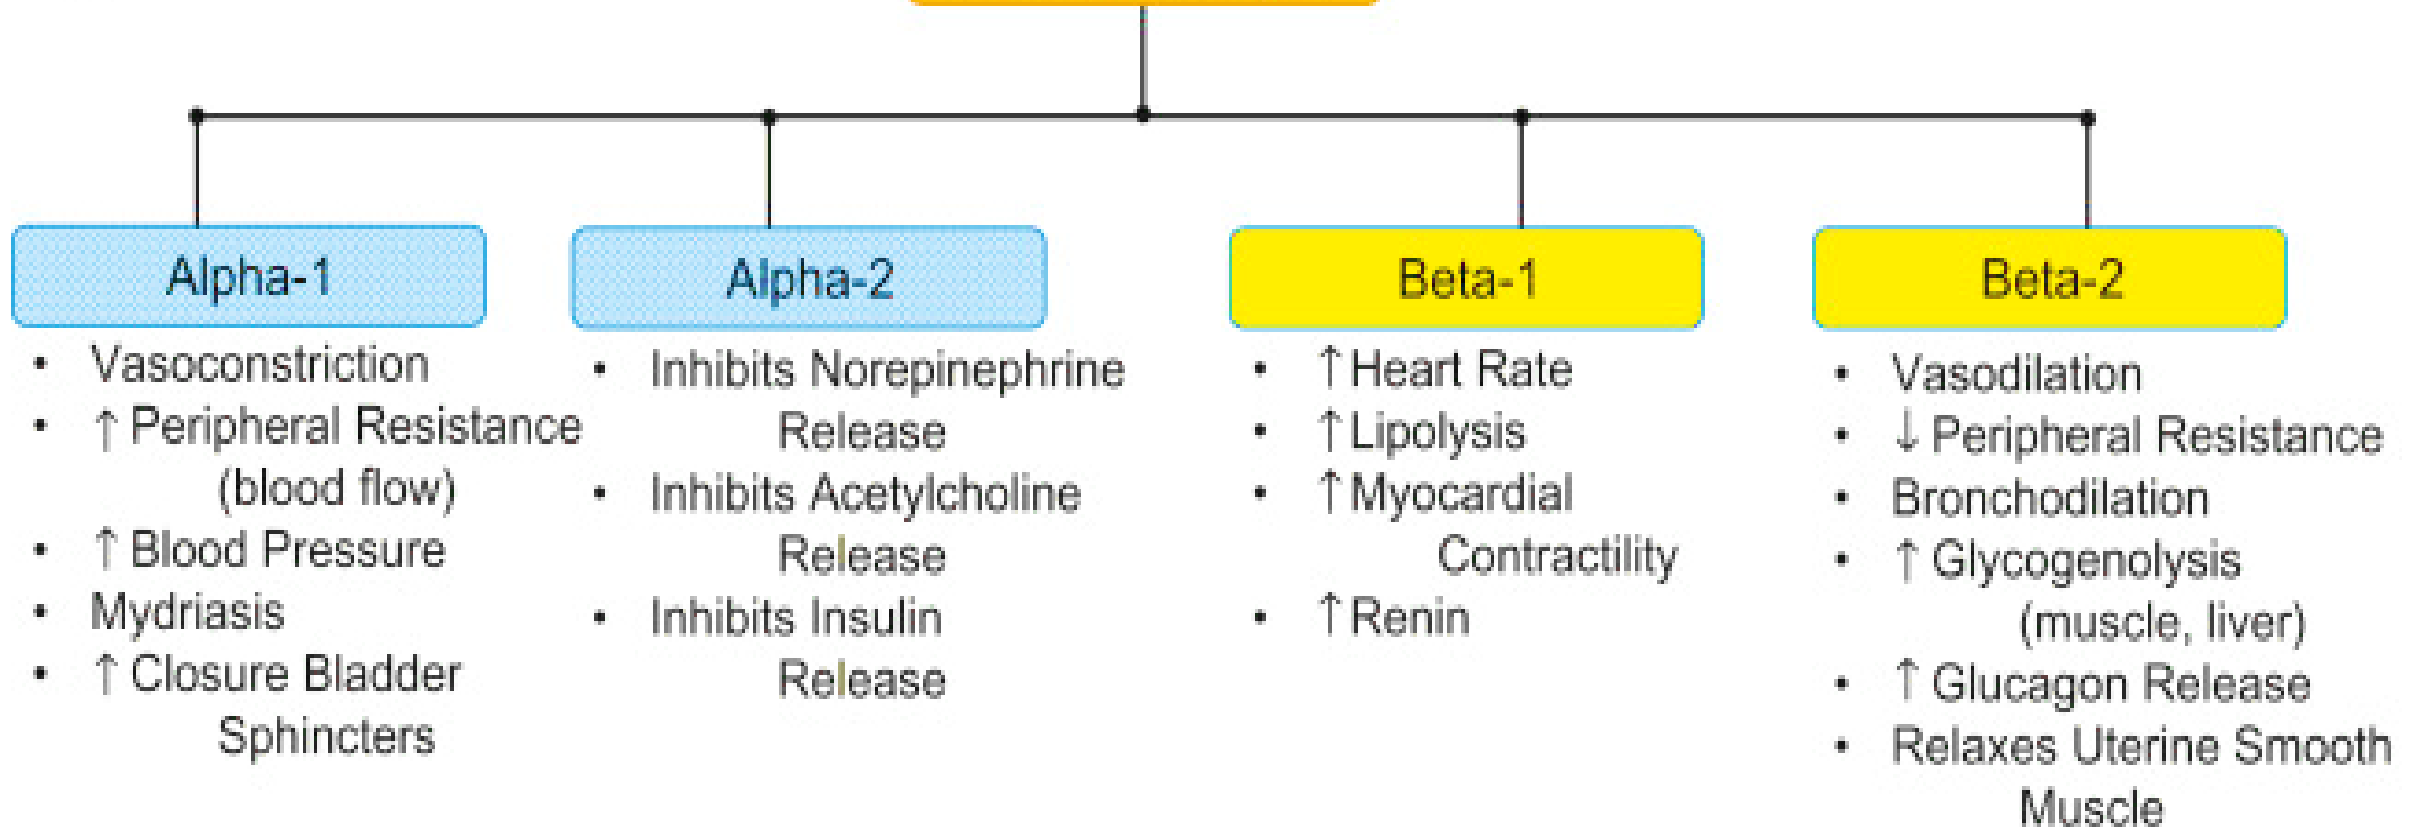 Alpha-1
• Vasoconstriction
• ↑ Peripheral Resistance
(blood flow)
• ↑ Blood Pressure
• Mydriasis
• ↑ Closure Bladder
Sphincters
Alpha-2
• Inhibits Norepinephrine
Release
• Inhibits Acetylcholine
Release
• Inhibits Insulin
Release
Beta-1
• ↑ Heart Rate
• ↑ Lipolysis
• ↑ Myocardial
Contractility
• ↑ Renin
Beta-2
• Vasodilation
• ↓ Peripheral Resistance
• Bronchodilation
• ↑ Glycogenolysis
(muscle, liver)
• ↑ Glucagon Release
• Relaxes Uterine Smooth
Muscle